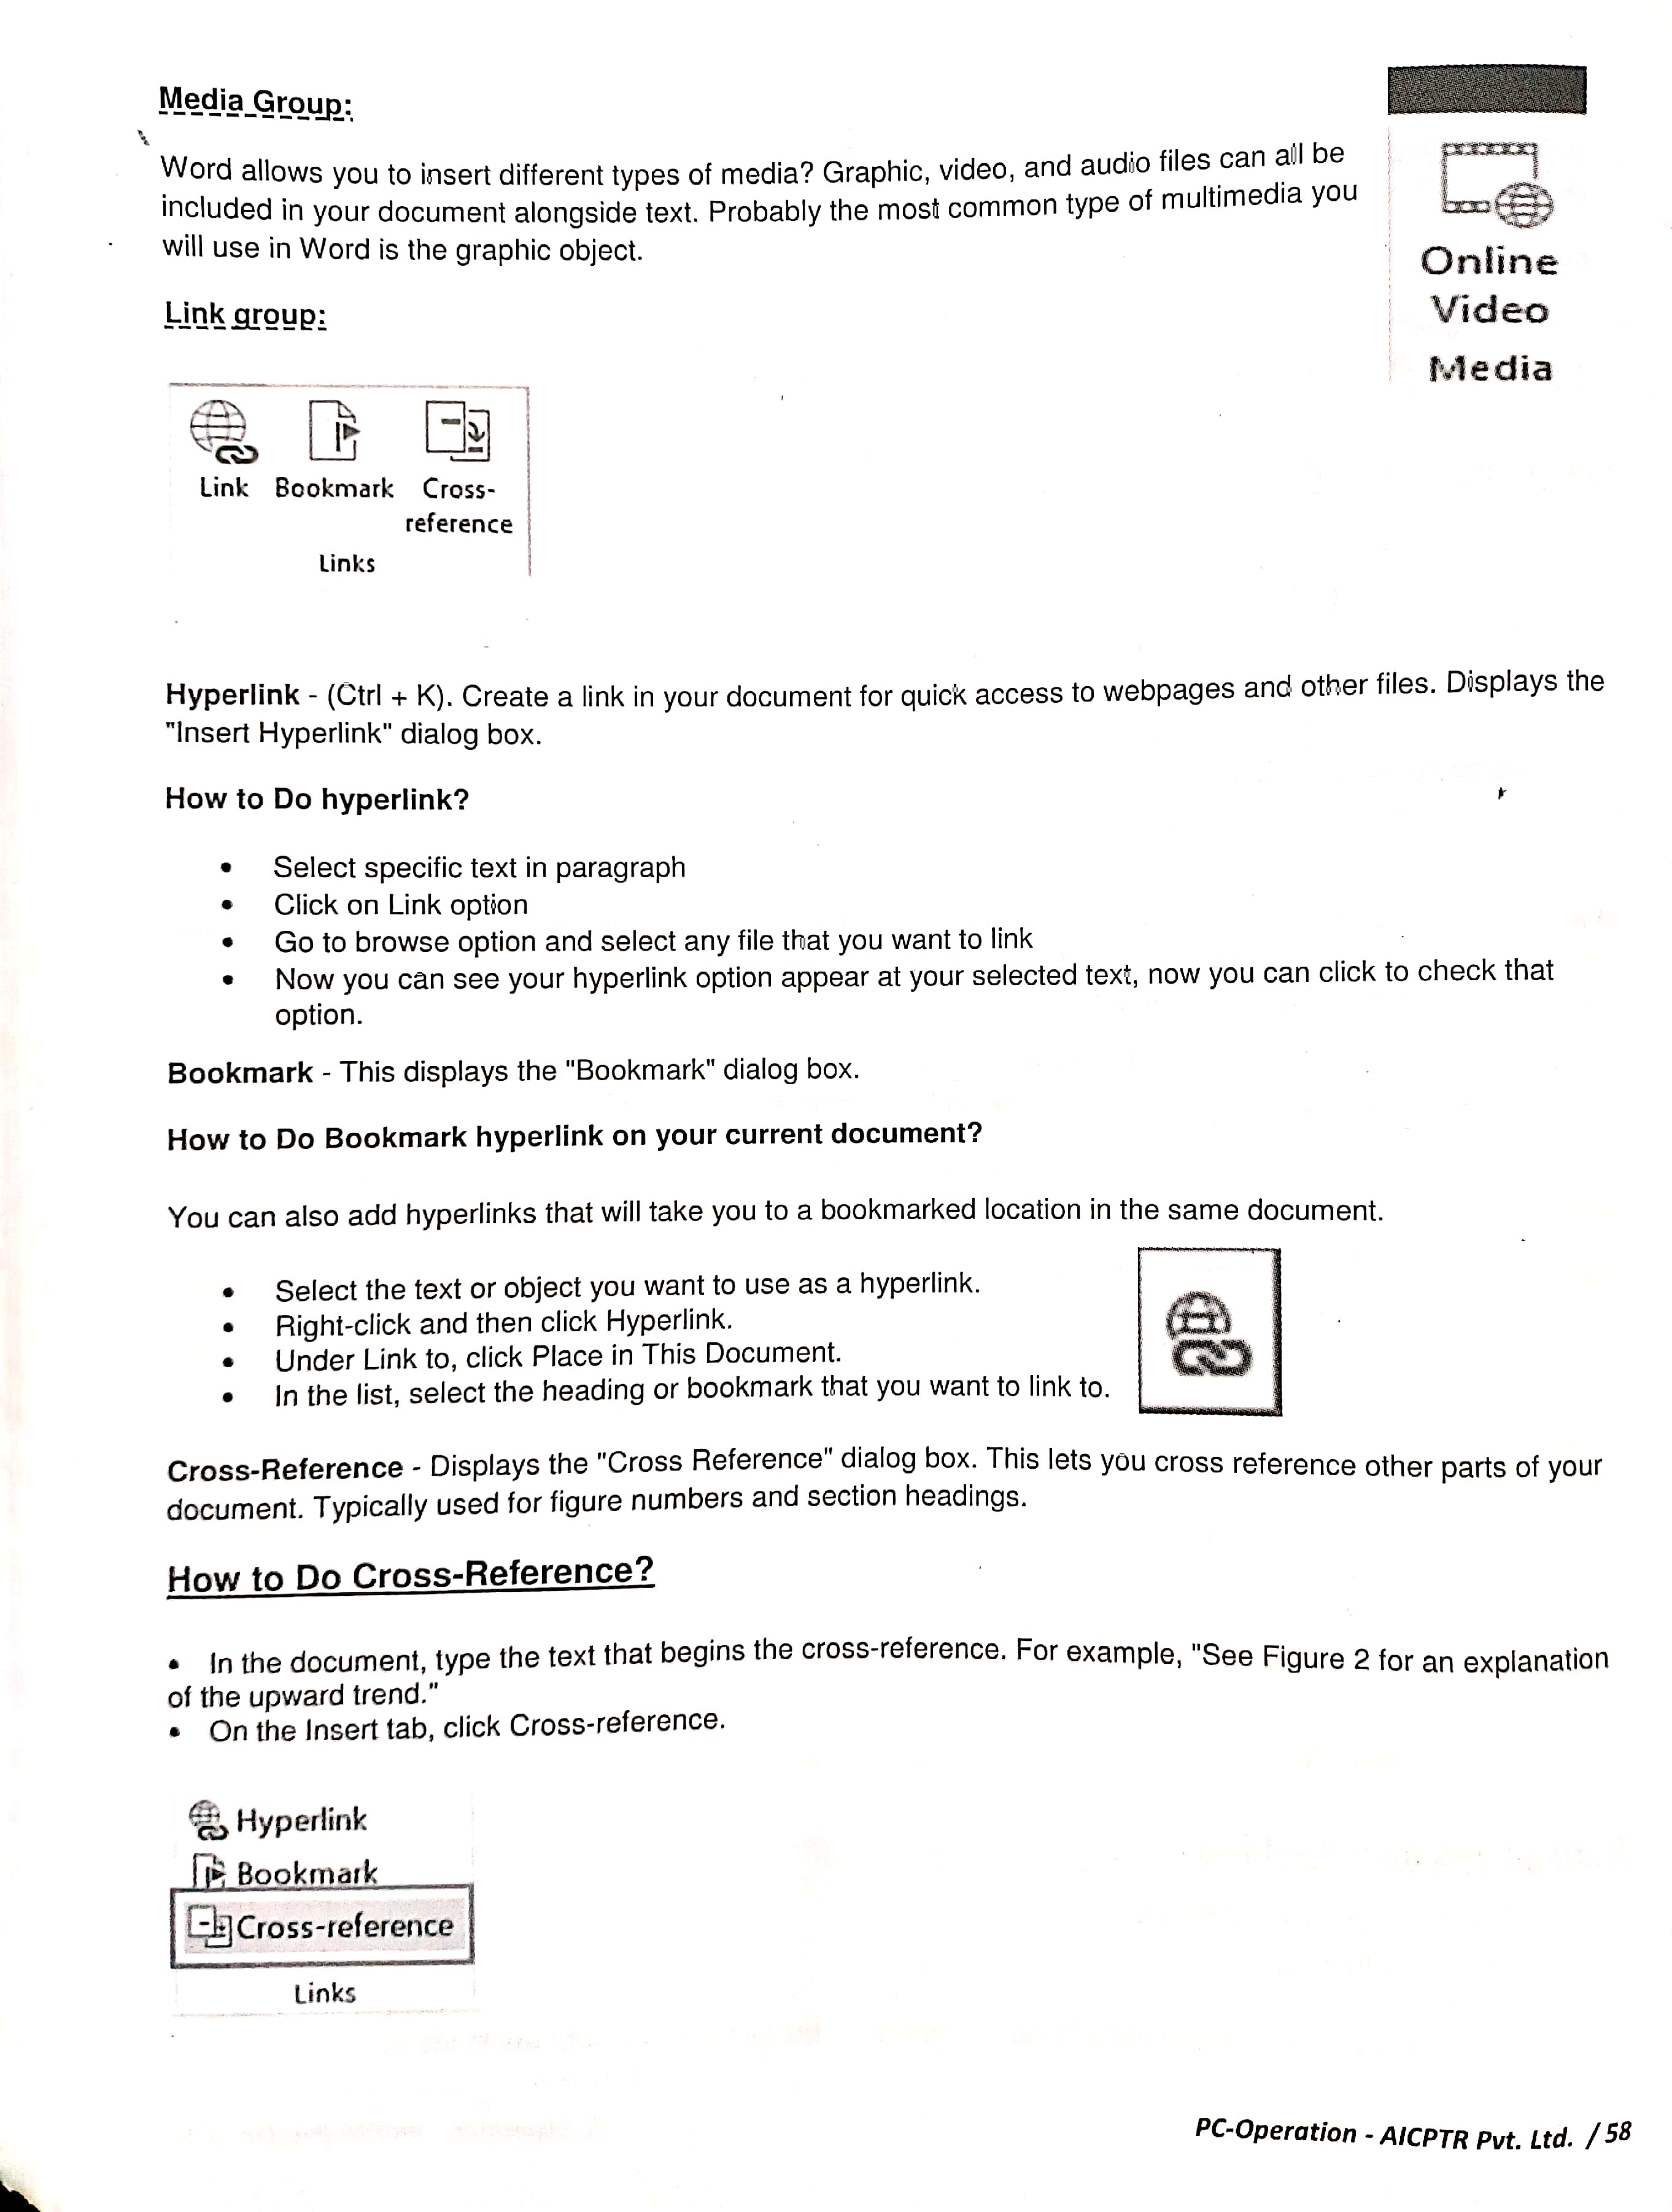 Media Group:
Word allows you to insert different types of media? Graphic, video, and audio files can all be
included in your document alongside text. Probably the most common type of multimedia you
will use in Word is the graphic object.
Online
Video
Media
Link group:
Link Bookmark Cross-
reference
Links
Hyperlink - (Ctrl + K). Create a link in your document for quick access to webpages and other files. Displays the
"Insert Hyperlink" dialog box.
How to Do hyperlink?
• Select specific text in paragraph
• Click on Link option
• Go to browse option and select any file that you want to link
• Now you can see your hyperlink option appear at your selected text, now you can click to check that
option.
Bookmark - This displays the "Bookmark" dialog box.
How to Do Bookmark hyperlink on your current document?
You can also add hyperlinks that will take you to a bookmarked location in the same document.
• Select the text or object you want to use as a hyperlink.
• Right-click and then click Hyperlink.
• Under Link to, click Place in This Document.
• In the list, select the heading or bookmark that you want to link to.
Cross-Reference - Displays the "Cross Reference" dialog box. This lets you cross reference other parts of your
document. Typically used for figure numbers and section headings.
How to Do Cross-Reference?
• In the document, type the text that begins the cross-reference. For example, "See Figure 2 for an explanation
of the upward trend."
• On the Insert tab, click Cross-reference.
Hyperlink
Bookmark
Cross-reference
Links
PC-Operation - AICPTR Pvt. Ltd. / 58